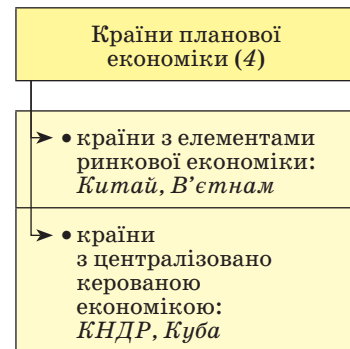 Країни планової
економіки (4)
• країни з елементами
ринкової економіки:
Китай, В’єтнам
• країни
з централізовано
керованою
економікою:
КНДР, Куба